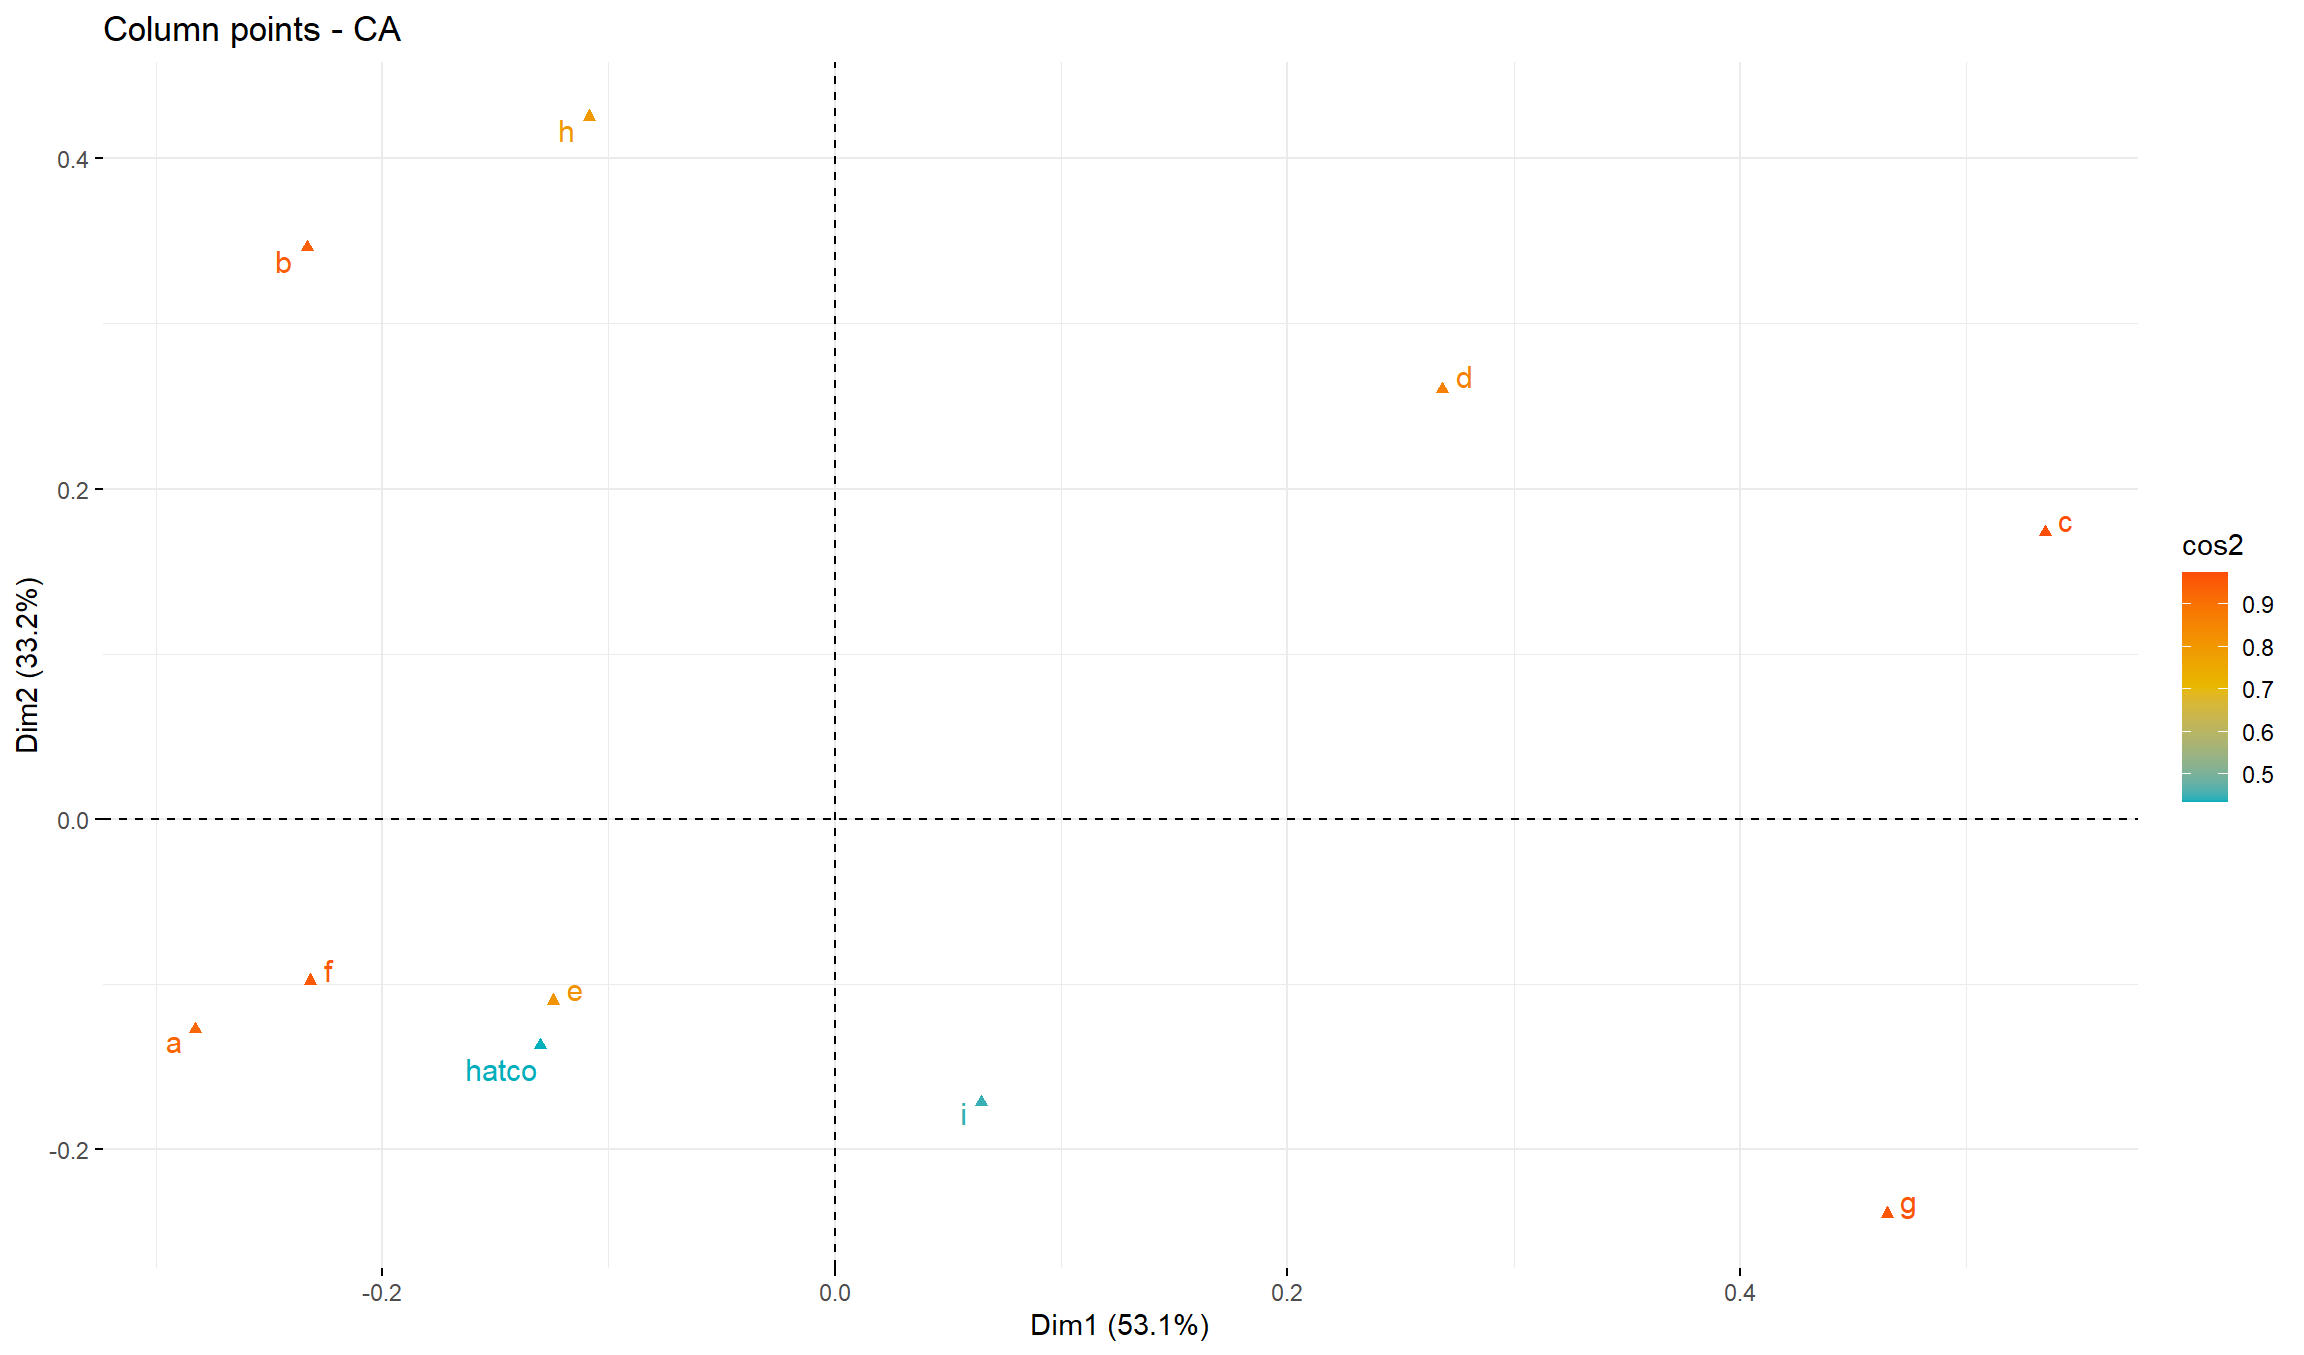 Column points - CA
h
0.4
b
d
0.2
c
cos2
0.9
0.8
0.7
0.6
0.5
Dim2 (33.2%)
0.0
f
e
a
hatco
i
-0.2
g
-0.2
0.0
0.2
0.4
Dim1 (53.1%)